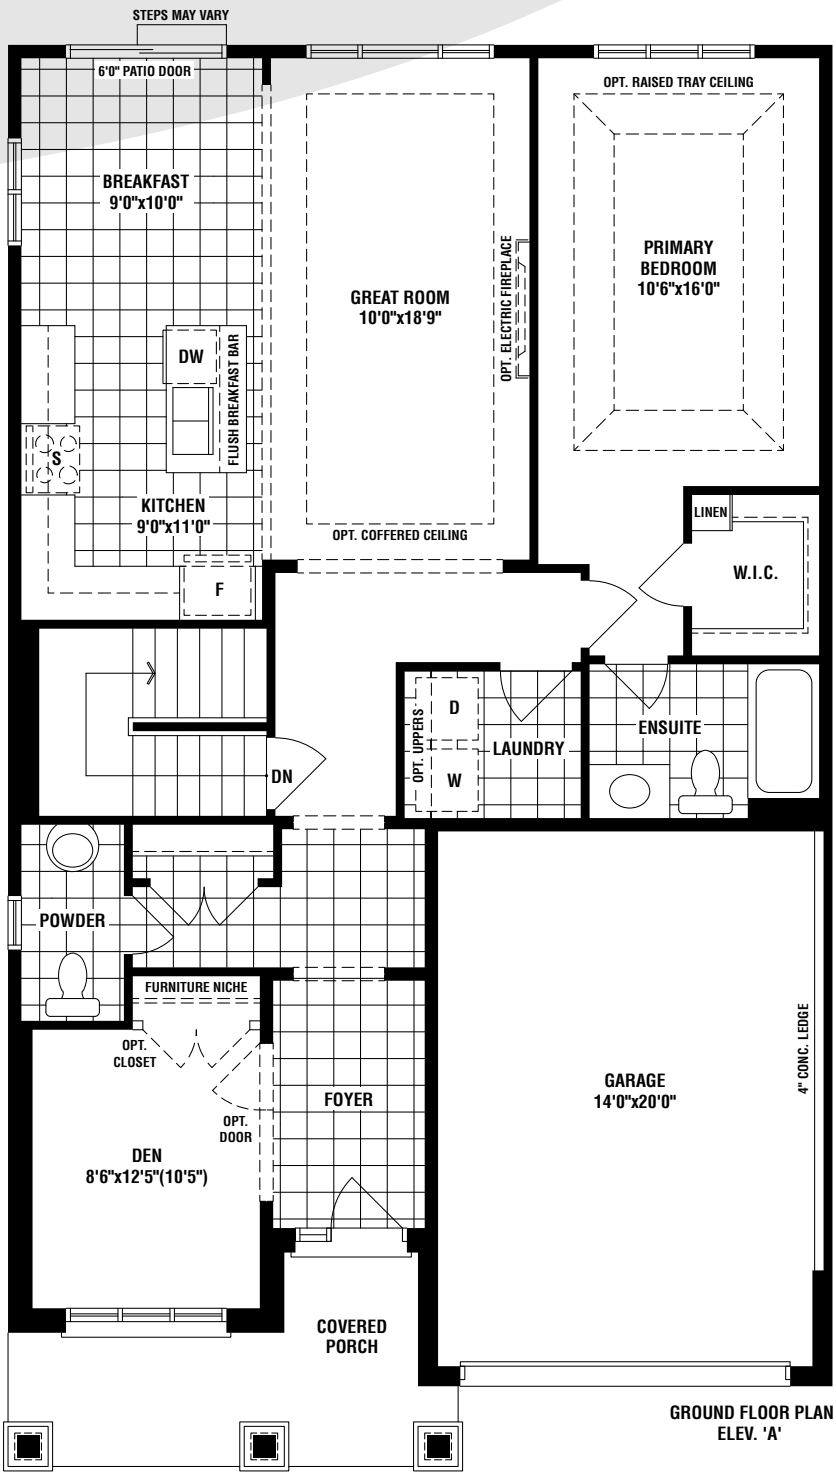 STEPS MAY VARY
6'0" PATIO DOOR
OPT. RAISED TRAY CEILING
BREAKFAST
9'0"x10'0"
GREAT ROOM
10'0"x18'9"
OPT. ELECTRIC FIREPLACE
PRIMARY
BEDROOM
10'6"x16'0"
DW
FLUSH BREAKFAST BAR
S
KITCHEN
9'0"x11'0"
OPT. COFFERED CEILING
LINEN
W.I.C.
F
DN
OPT. UPPERS
D
W
LAUNDRY
ENSUITE
POWDER
FURNITURE NICHE
OPT.
CLOSET
OPT.
DOOR
FOYER
DEN
8'6"x12'5"(10'5")
GARAGE
14'0"x20'0"
4" CONC. LEDGE
COVERED
PORCH
GROUND FLOOR PLAN
ELEV. 'A'